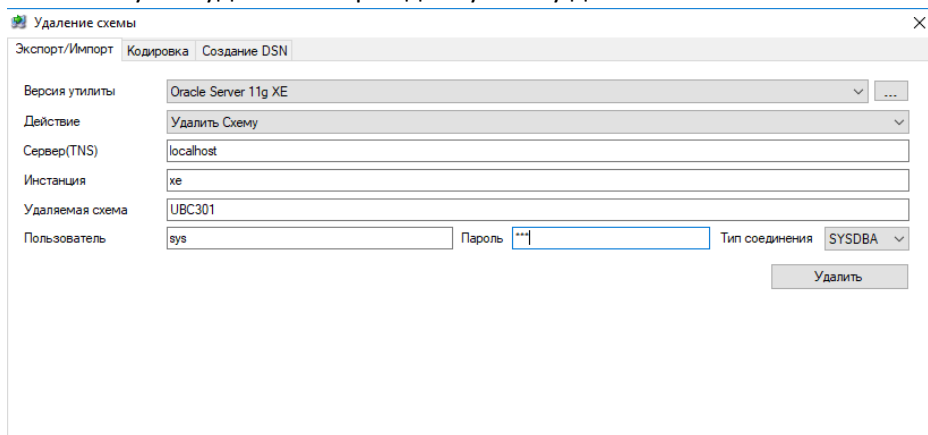 Удаление схемы
Экспорт/Импорт Кодировка Создание DSN
Версия утилиты Oracle Server 11g XE ...
Действие Удалить Схему
Сервер(TNS) localhost
Инстанция xe
Удаляемая схема UBC301
Пользователь sys Пароль *** Тип соединения SYSDBA
Удалить